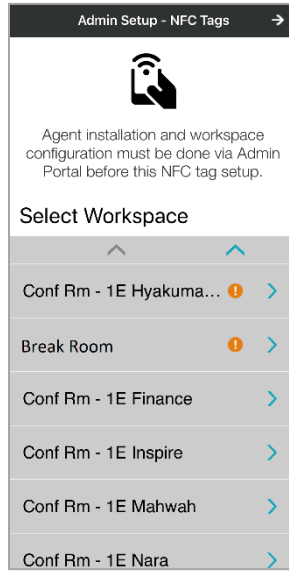 Admin Setup - NFC Tags
Agent installation and workspace
configuration must be done via Admin
Portal before this NFC tag setup.
Select Workspace
Conf Rm - 1E Hyakuma...
Break Room
Conf Rm - 1E Finance
Conf Rm - 1E Inspire
Conf Rm - 1E Mahwah
Conf Rm - 1E Nara